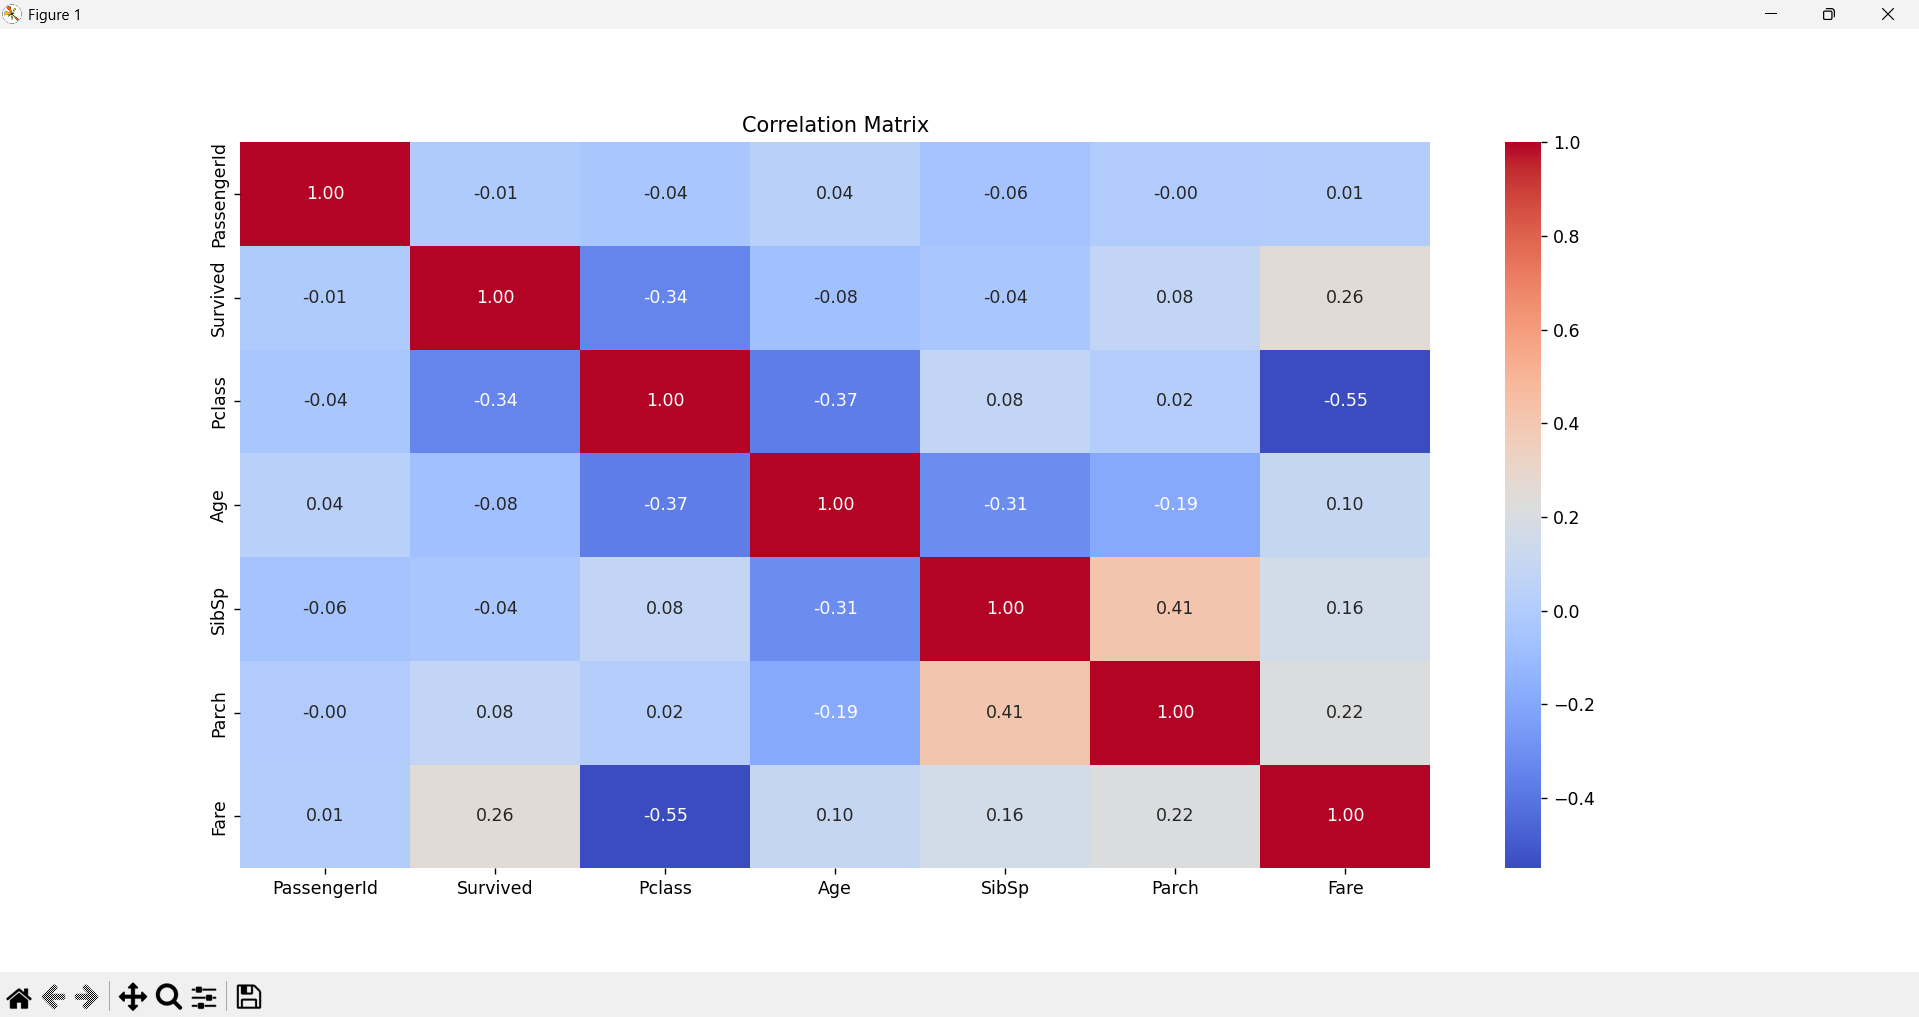 Figure 1
Correlation Matrix
PassengerId 1.00 -0.01 -0.04 0.04 -0.06 -0.00 0.01
Survived -0.01 1.00 -0.34 -0.08 -0.04 0.08 0.26
Pclass -0.04 -0.34 1.00 -0.37 0.08 0.02 -0.55
Age 0.04 -0.08 -0.37 1.00 -0.31 -0.19 0.10
SibSp -0.06 -0.04 0.08 -0.31 1.00 0.41 0.16
Parch -0.00 0.08 0.02 -0.19 0.41 1.00 0.22
Fare 0.01 0.26 -0.55 0.10 0.16 0.22 1.00
PassengerId Survived Pclass Age SibSp Parch Fare
1.0
0.8
0.6
0.4
0.2
0.0
−0.2
−0.4